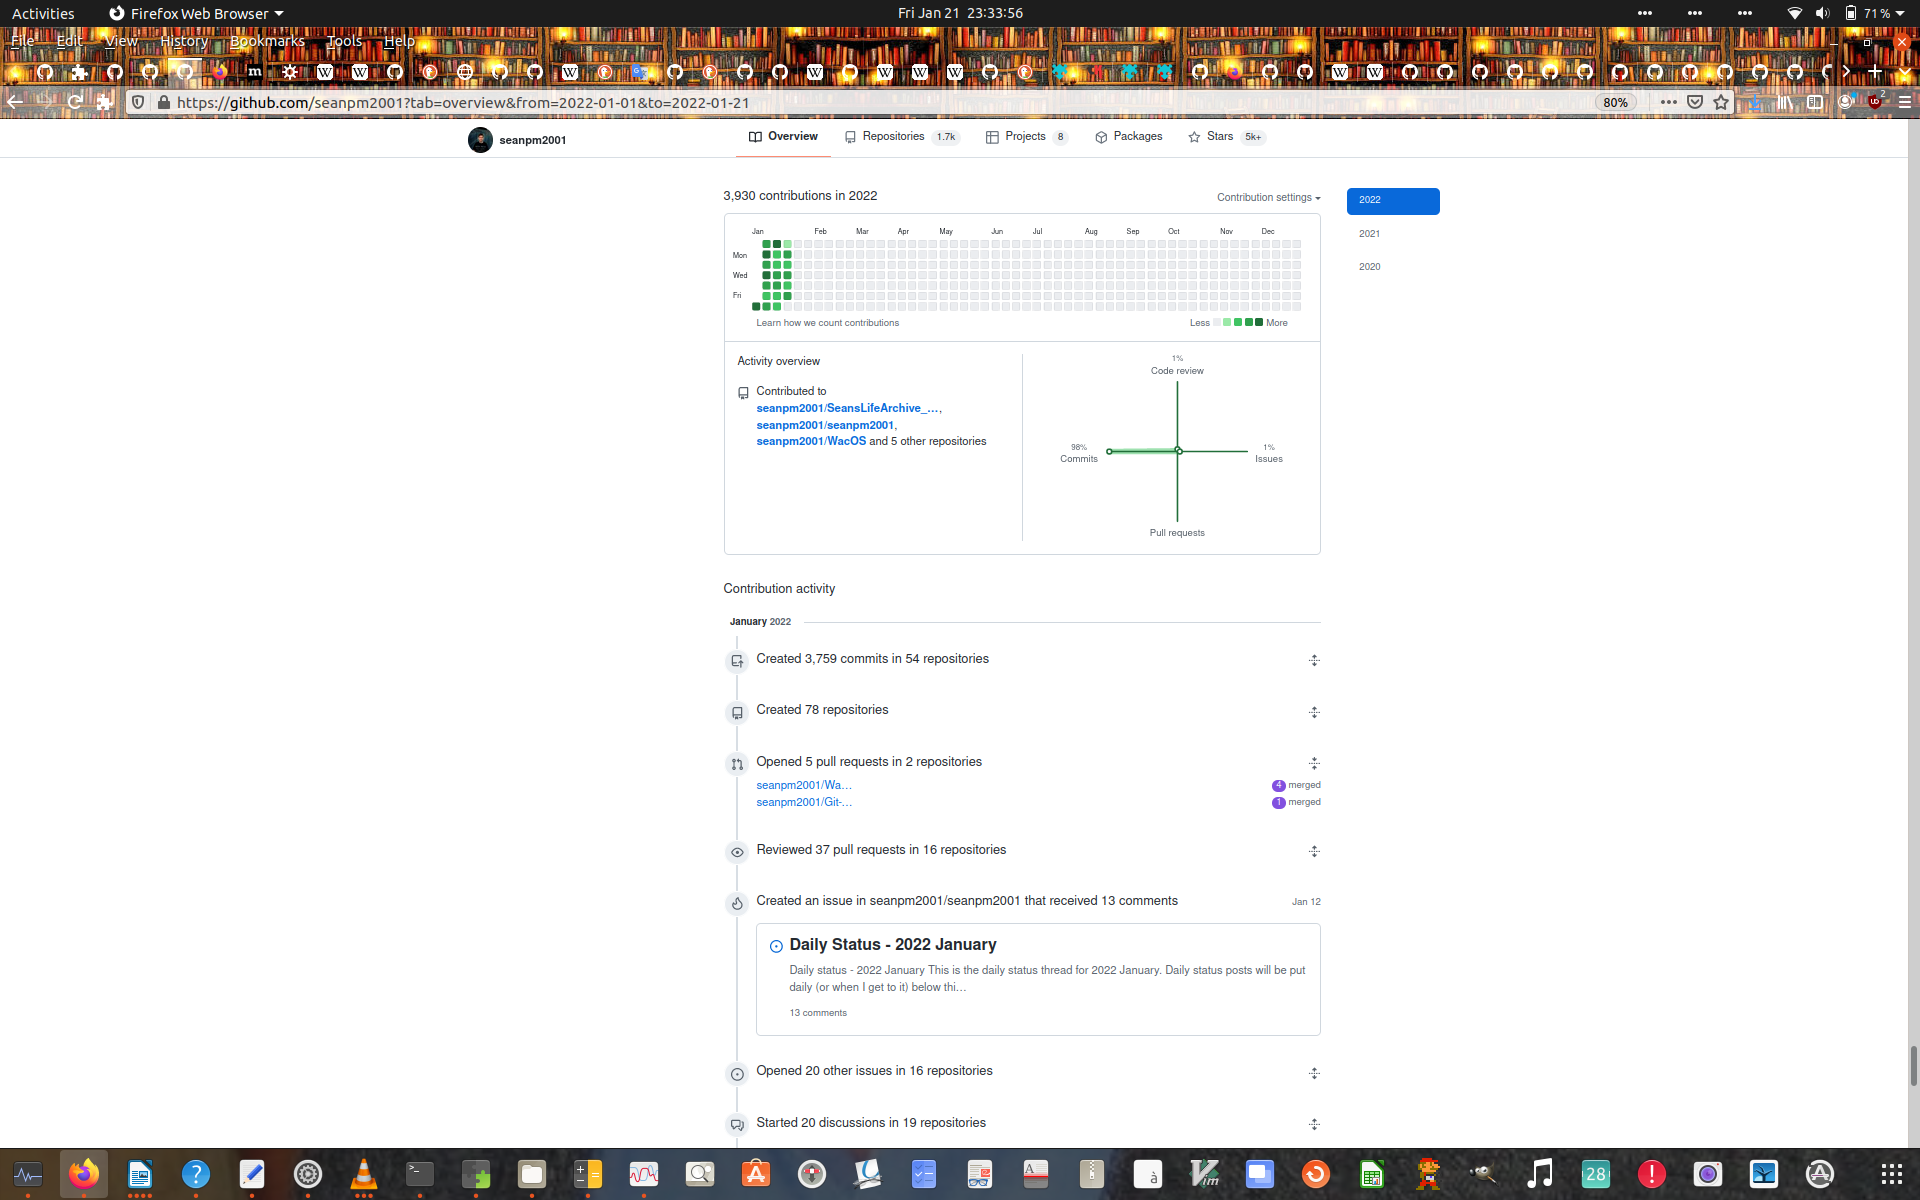 Activities
Firefox Web Browser
Fri Jan 21 23:33:56
71 %
File Edit View History Bookmarks Tools Help
https://github.com/seanpm2001?tab=overview&from=2022-01-01&to=2022-01-21
80%
2
seanpm2001
Overview
Repositories 1.7k
Projects 8
Packages
Stars 5k+
3,930 contributions in 2022
Contribution settings
2022
2021
2020
Jan Feb Mar Apr May Jun Jul Aug Sep Oct Nov Dec
Mon
Wed
Fri
Learn how we count contributions
Less More
Activity overview
Contributed to
seanpm2001/SeansLifeArchive_…,
seanpm2001/seanpm2001,
seanpm2001/WacOS and 5 other repositories
1%
Code review
98%
Commits
1%
Issues
Pull requests
Contribution activity
January 2022
Created 3,759 commits in 54 repositories
Created 78 repositories
Opened 5 pull requests in 2 repositories
seanpm2001/Wa…
4 merged
seanpm2001/Git-…
1 merged
Reviewed 37 pull requests in 16 repositories
Created an issue in seanpm2001/seanpm2001 that received 13 comments
Jan 12
Daily Status - 2022 January
Daily status - 2022 January This is the daily status thread for 2022 January. Daily status posts will be put
daily (or when I get to it) below thi…
13 comments
Opened 20 other issues in 16 repositories
Started 20 discussions in 19 repositories
28